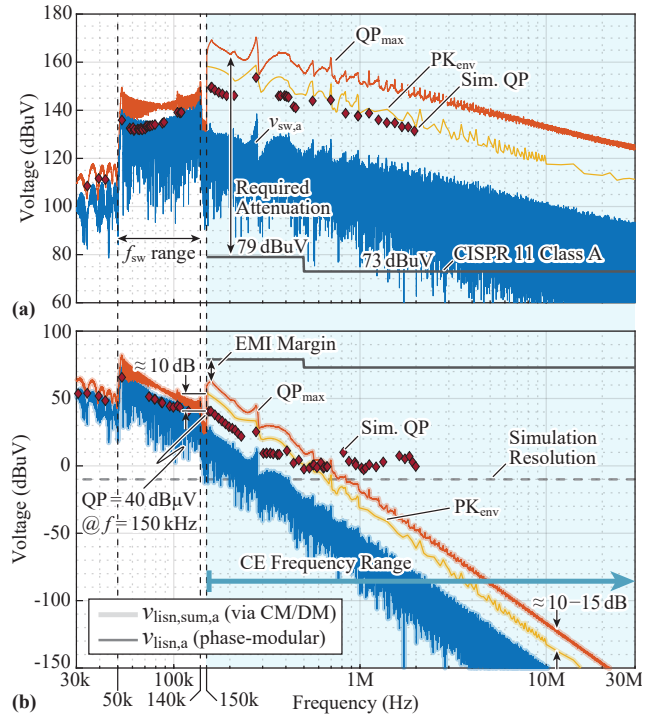 180
160
140
120
100
80
60
Voltage (dBuV)
QPmax
PKenv
Sim. QP
vsw,a
Required
Attenuation
fsw range
79 dBuV
73 dBuV
CISPR 11 Class A
(a)
100
50
0
-50
-100
-150
Voltage (dBuV)
≈ 10 dB
EMI Margin
QPmax
Sim. QP
Simulation
Resolution
QP = 40 dBμV
@ f = 150 kHz
PKenv
CE Frequency Range
≈ 10–15 dB
vlisn,sum,a (via CM/DM)
vlisn,a (phase-modular)
30k 100k 1M 10M 30M
50k 140k 150k Frequency (Hz)
(b)